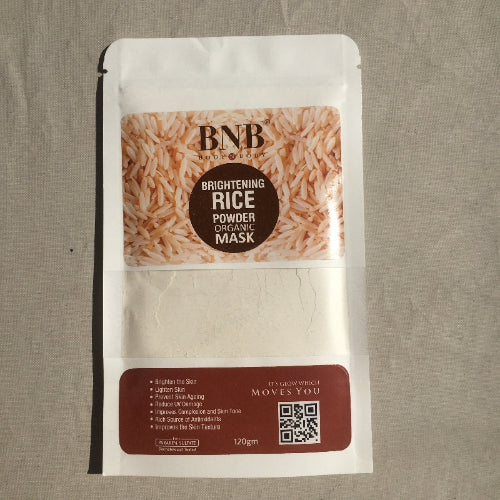 BNB®
BODY N BODY
BRIGHTENING
RICE
POWDER
ORGANIC
MASK
• Brighten the Skin
• Lighten Skin
• Prevent Skin Ageing
• Reduce UV Damage
• Improves Complexion and Skin Tone
• Rich Source of Antioxidants
• Improves the Skin Texture
IT'S GLOW WHICH
MOVES YOU
120gm